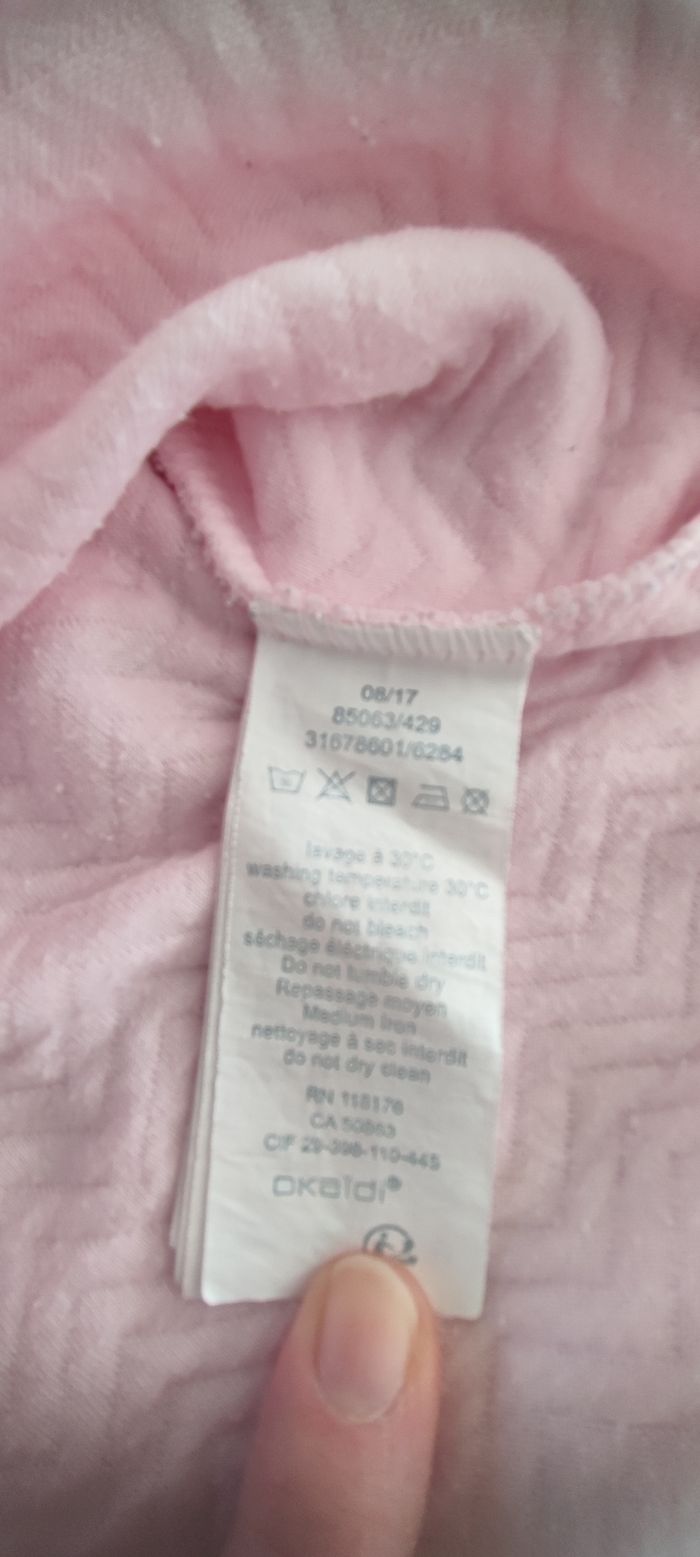 08/17
85063/429
31678601/6284
lavage à 30°C
washing temperature 30°C
chlore interdit
do not bleach
séchage électrique interdit
Do not tumble dry
Repassage moyen
Medium iron
nettoyage à sec interdit
do not dry clean
RN 118176
CA 50863
CIF 29-398-110-445
OKAÏDI®